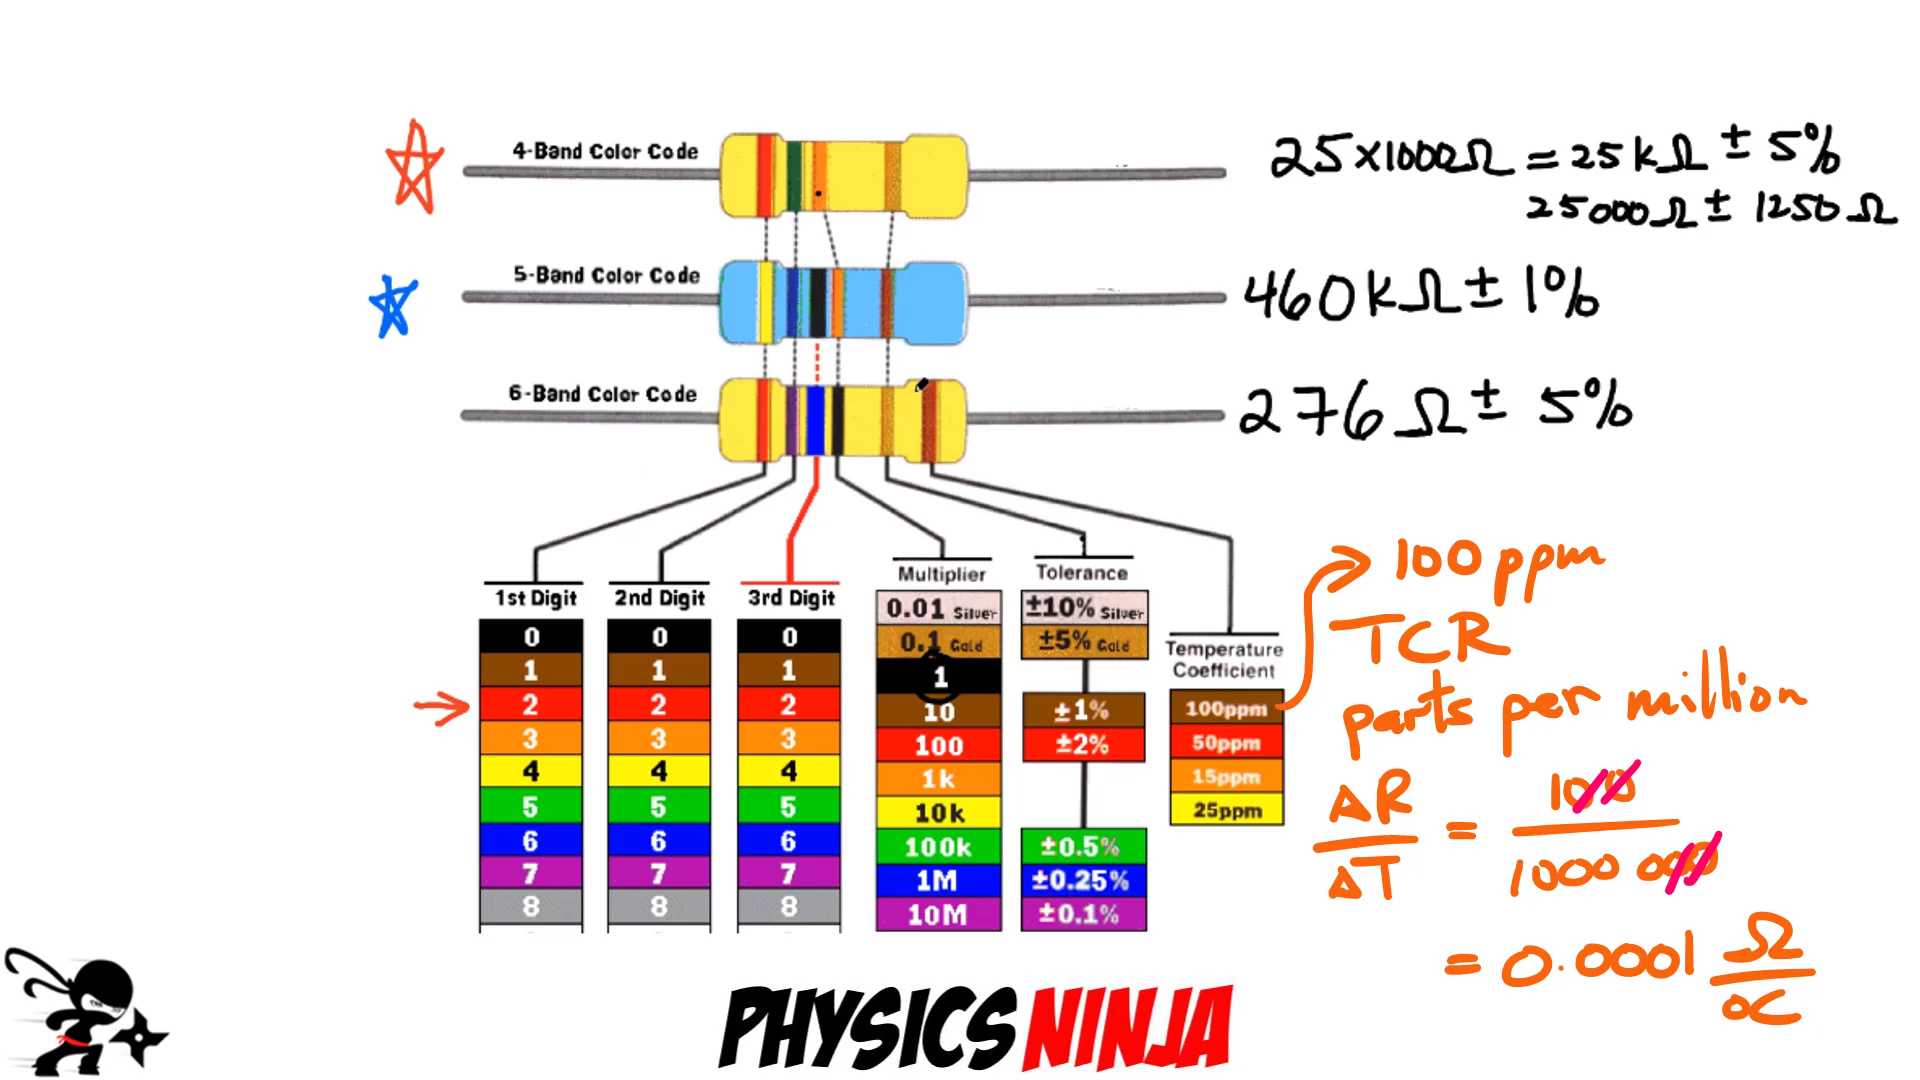 4-Band Color Code
25×1000Ω = 25kΩ ± 5%
25000Ω ± 1250Ω
5-Band Color Code
460kΩ ± 1%
6-Band Color Code
276Ω ± 5%
1st Digit
0
1
2
3
4
5
6
7
8
2nd Digit
0
1
2
3
4
5
6
7
8
3rd Digit
0
1
2
3
4
5
6
7
8
Multiplier
0.01 Silver
0.1 Gold
1
10
100
1k
10k
100k
1M
10M
Tolerance
±10% Silver
±5% Gold
±1%
±2%
±0.5%
±0.25%
±0.1%
Temperature
Coefficient
100ppm
50ppm
15ppm
25ppm
100ppm
TCR
parts per million
ΔR/ΔT = 100/1000 000
= 0.0001 Ω/°C
PHYSICS NINJA